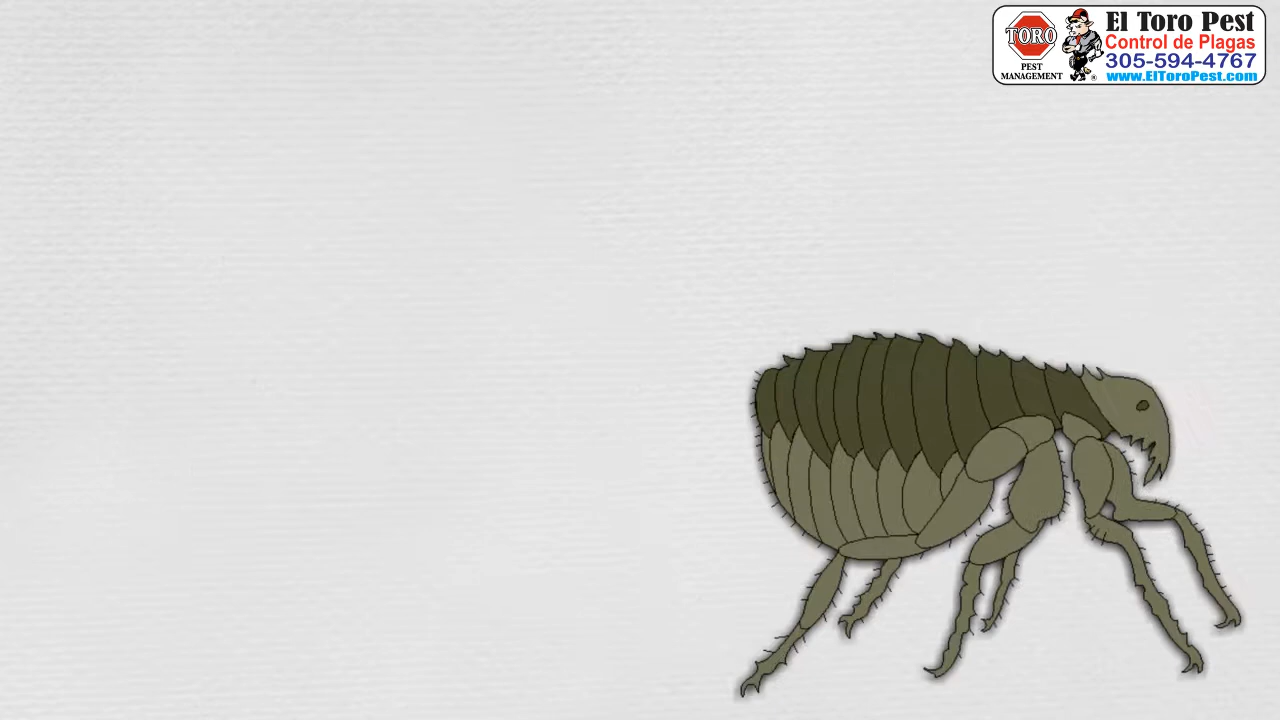 TORO
PEST
MANAGEMENT
®
El Toro Pest
Control de Plagas
305-594-4767
www.ElToroPest.com